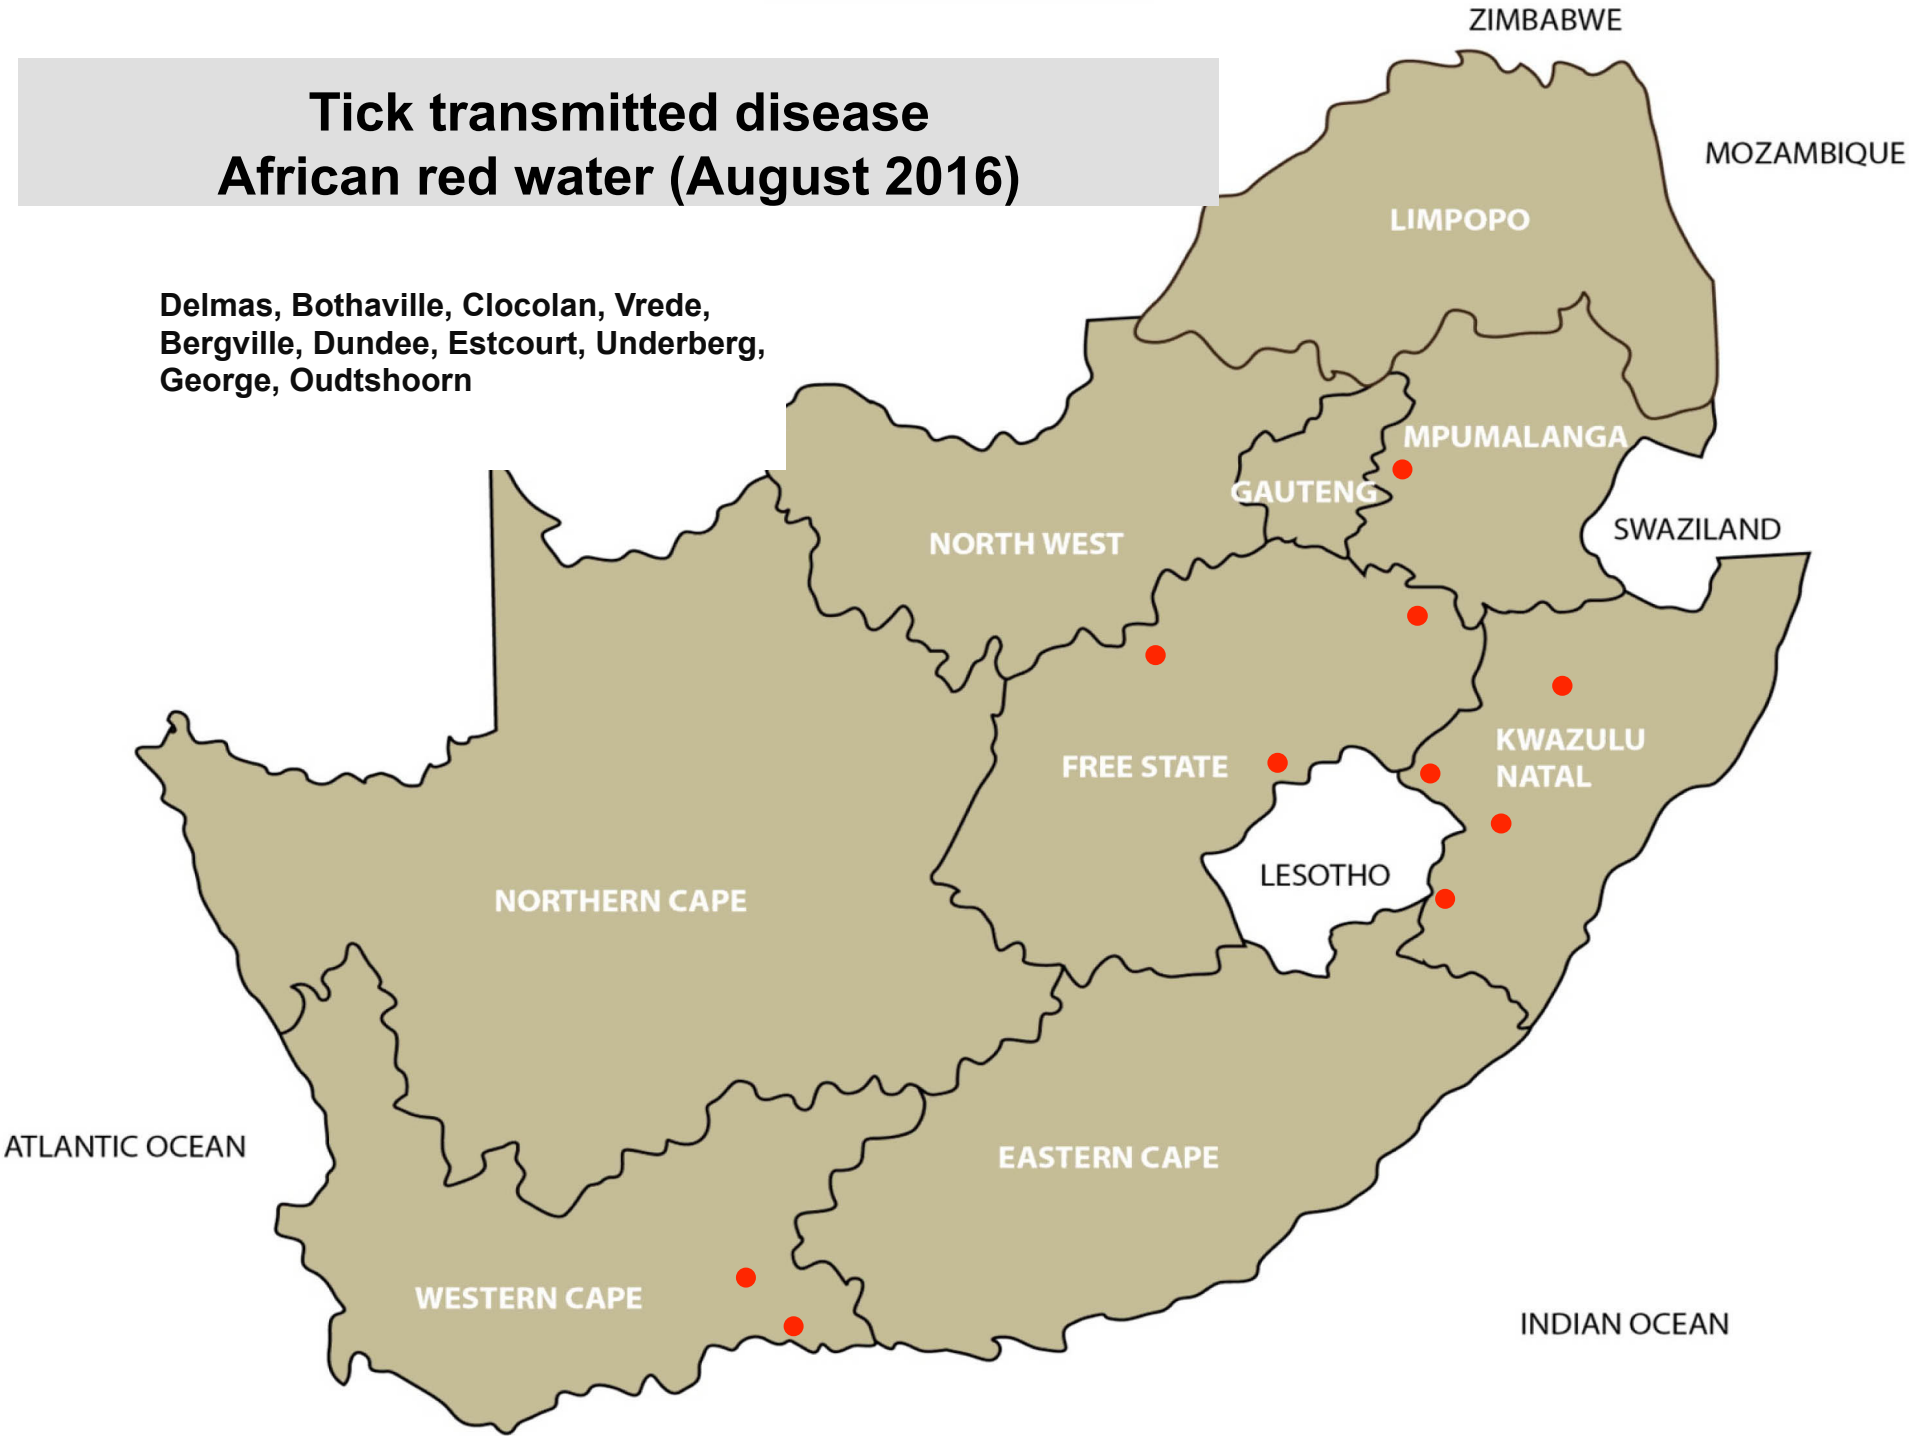 ZIMBABWE
Tick transmitted disease
African red water (August 2016)
MOZAMBIQUE
LIMPOPO
Delmas, Bothaville, Clocolan, Vrede,
Bergville, Dundee, Estcourt, Underberg,
George, Oudtshoorn
MPUMALANGA
GAUTENG
SWAZILAND
NORTH WEST
KWAZULU
NATAL
FREE STATE
LESOTHO
NORTHERN CAPE
ATLANTIC OCEAN
EASTERN CAPE
WESTERN CAPE
INDIAN OCEAN